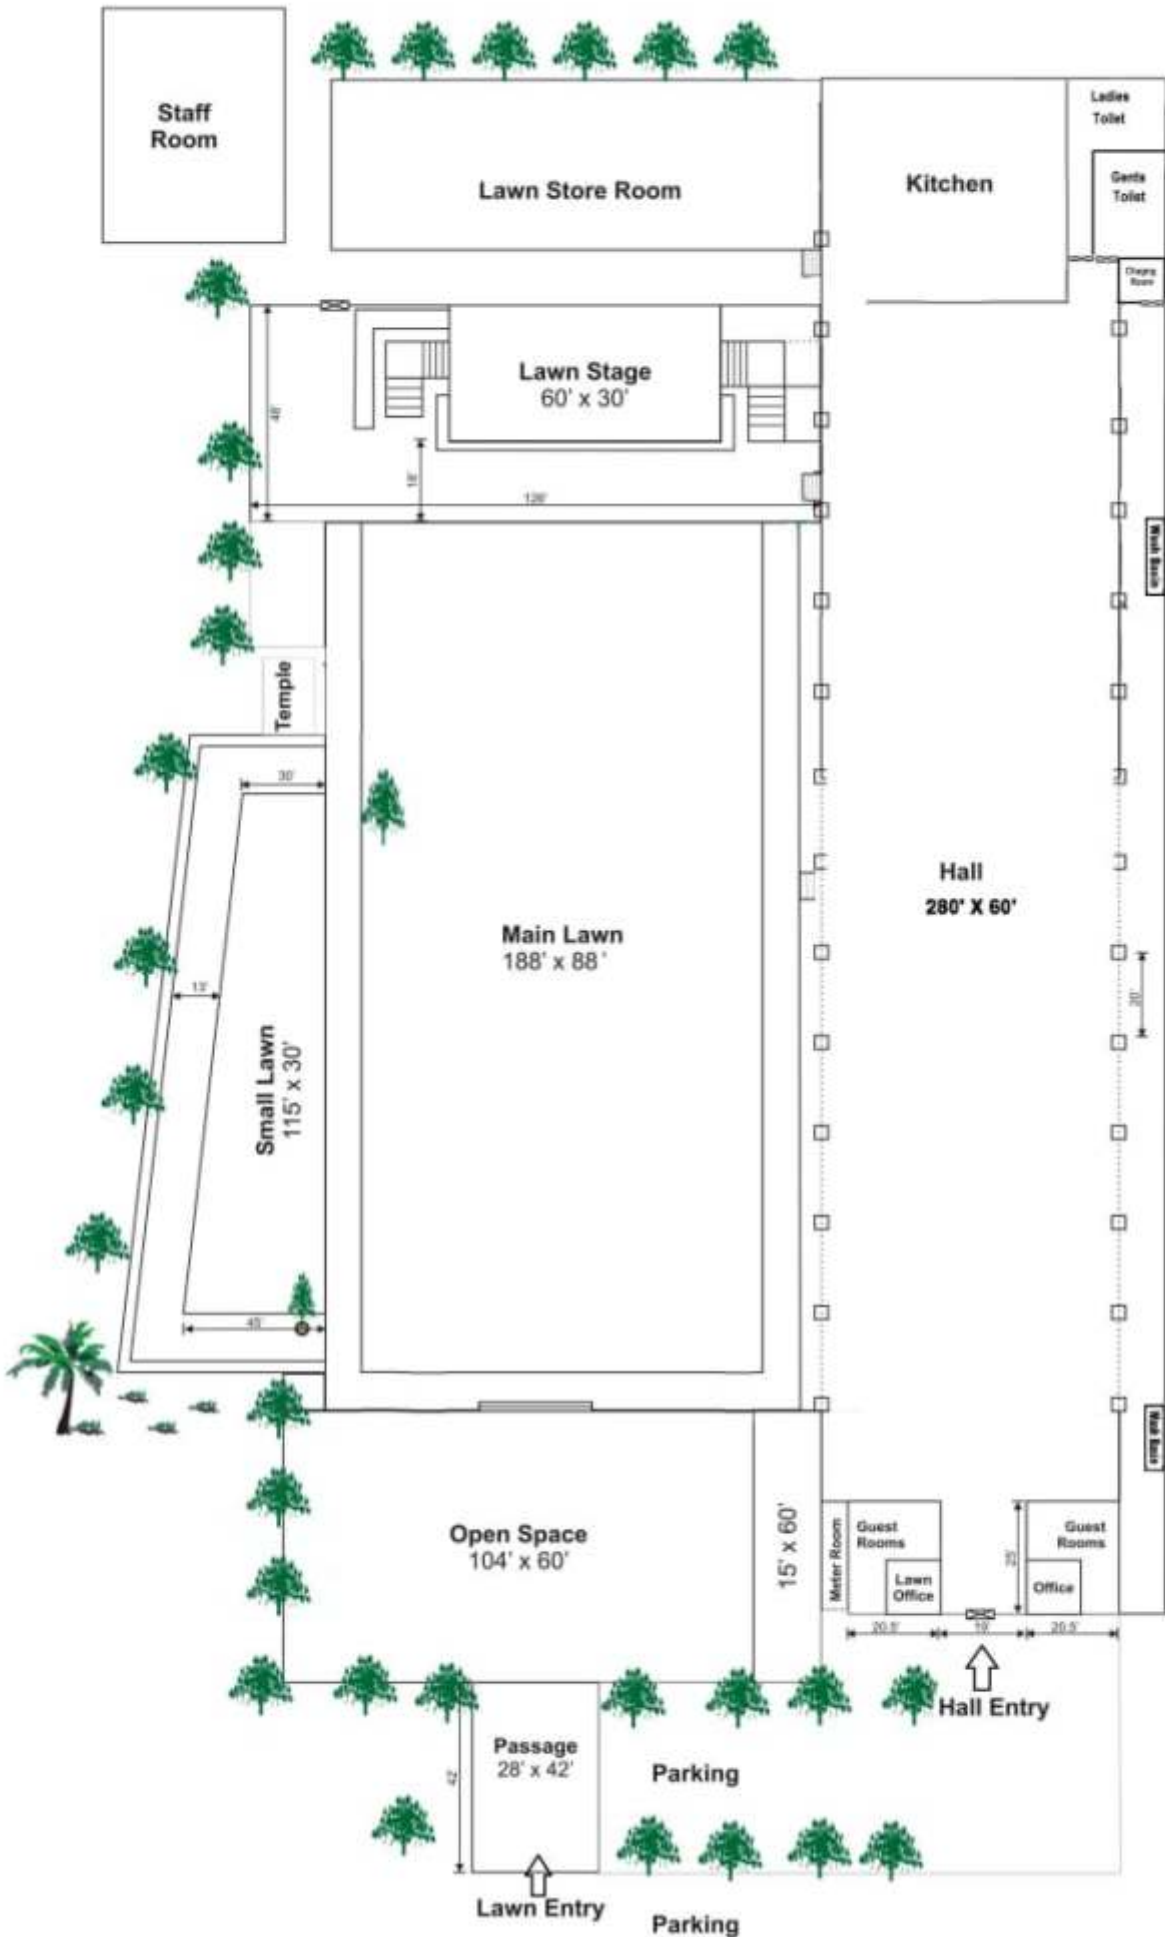 Staff
Room
Lawn Store Room
Kitchen
Ladies
Toilet
Gents
Toilet
Room
Lawn Stage
60' x 30'
48'
18'
126'
Wash Basin
Temple
30'
Hall
280' X 60'
Main Lawn
188' x 88'
13'
20'
Small Lawn
115' x 30'
45'
Wash Basin
Open Space
104' x 60'
15' x 60'
Meter Room
Guest
Rooms
Lawn
Office
25'
Guest
Rooms
Office
20.5'
19'
20.5'
Hall Entry
Passage
28' x 42'
42'
Parking
Lawn Entry
Parking